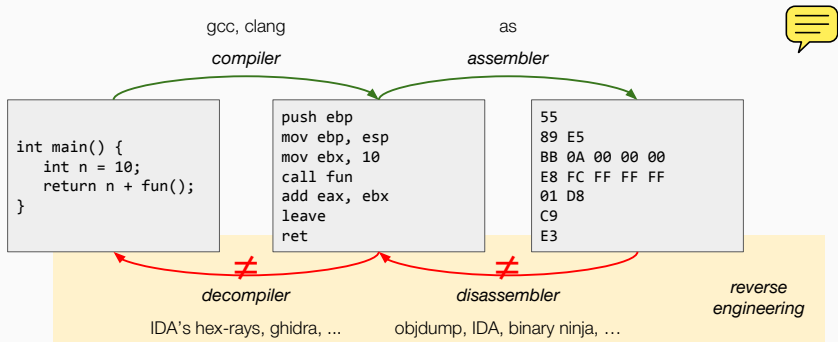 gcc, clang
as
compiler
assembler
int main() {
int n = 10;
return n + fun();
}
push ebp
mov ebp, esp
mov ebx, 10
call fun
add eax, ebx
leave
ret
55
89 E5
BB 0A 00 00 00
E8 FC FF FF FF
01 D8
C9
E3
≠
≠
decompiler
disassembler
reverse
engineering
IDA's hex-rays, ghidra, ...
objdump, IDA, binary ninja, …